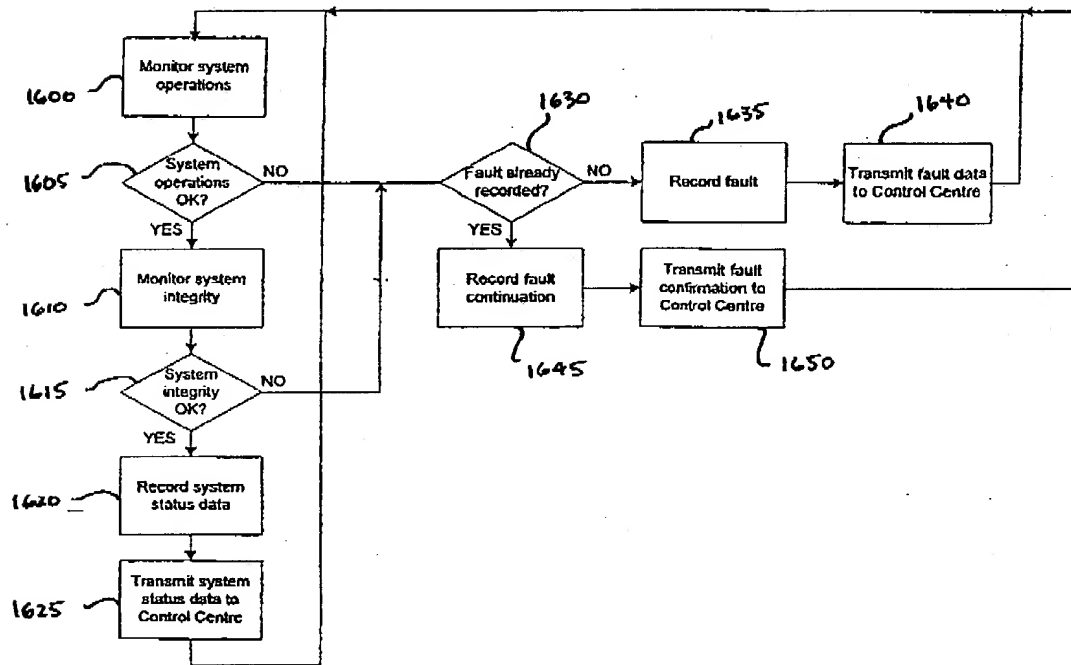 Monitor system
operations
1600
System
operations
OK?
1605
NO
YES
Monitor system
integrity
1610
System
integrity
OK?
1615
NO
YES
Record system
status data
1620
Transmit system
status data to
Control Centre
1625
Fault already
recorded?
1630
NO
YES
Record fault
1635
Transmit fault data
to Control Centre
1640
Record fault
continuation
1645
Transmit fault
confirmation to
Control Centre
1650